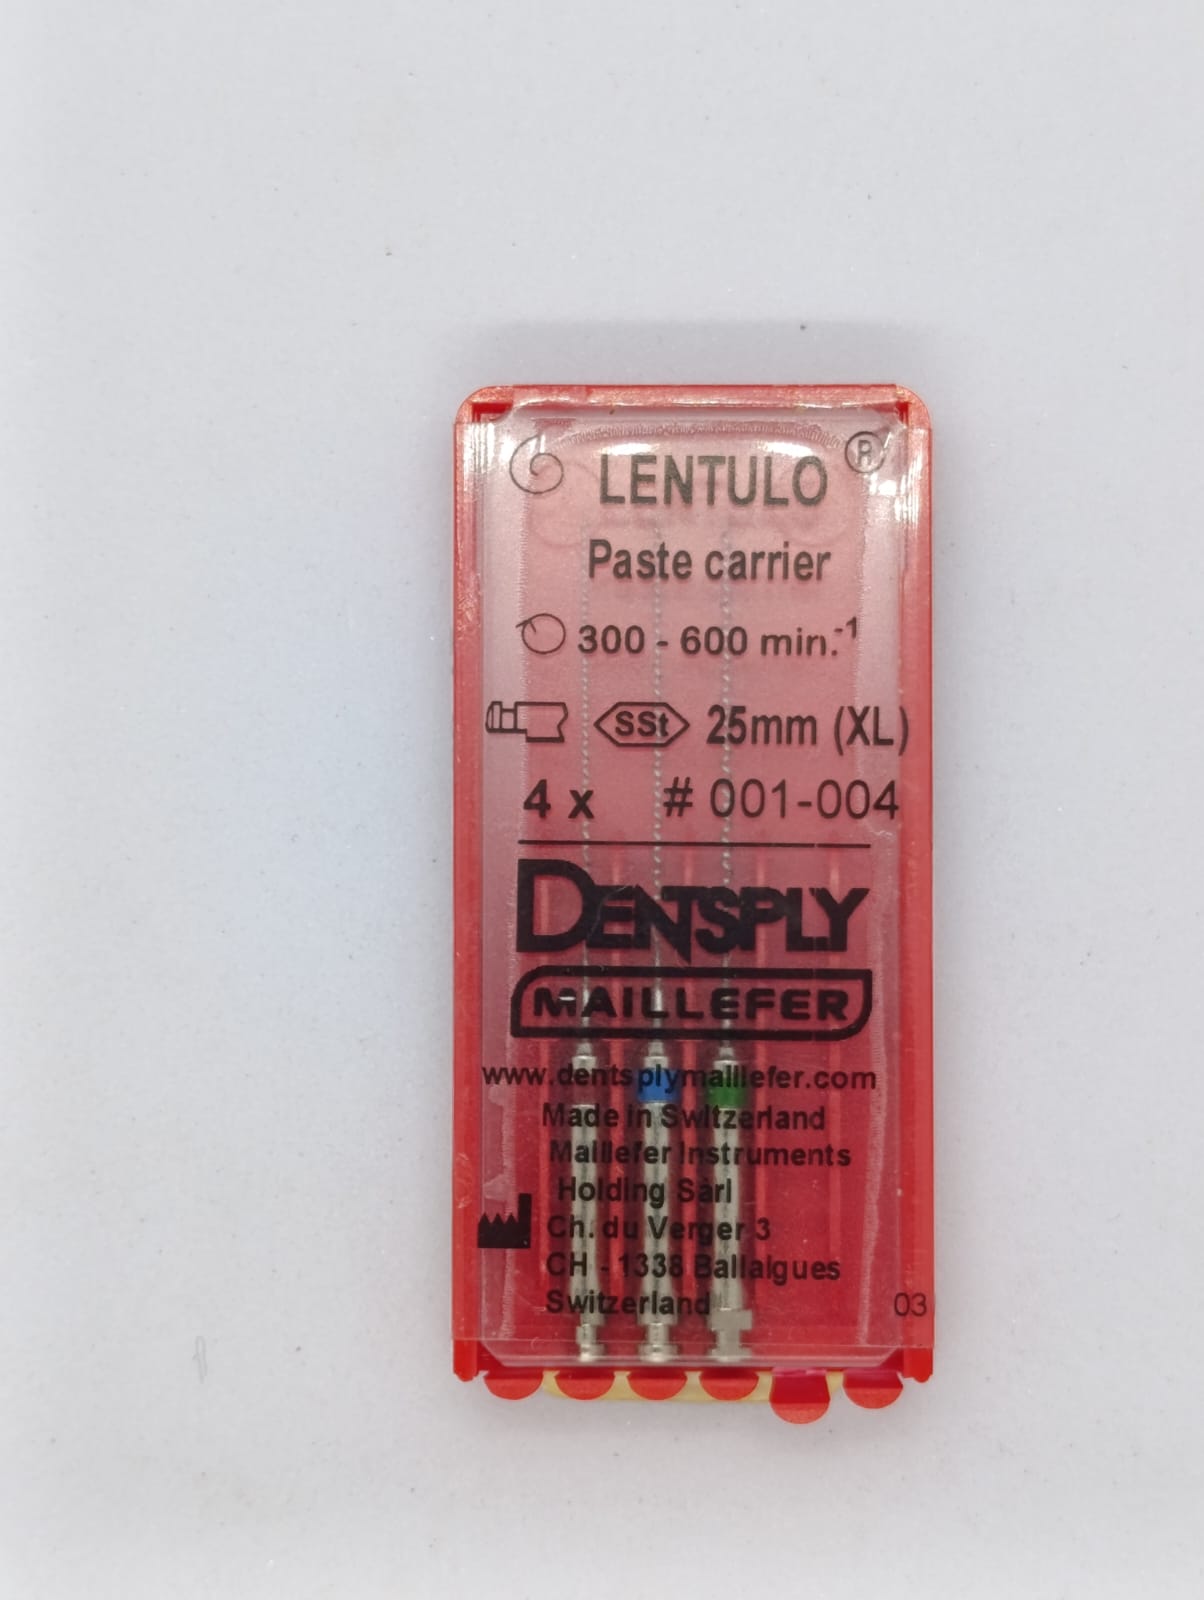 LENTULO ®
Paste carrier
300 - 600 min.-1
SSt 25mm (XL)
4 x # 001-004
DENTSPLY
MAILLEFER
www.dentsplymaillefer.com
Made in Switzerland
Maillefer Instruments
Holding Sàrl
Ch. du Verger 3
CH - 1338 Ballaigues
Switzerland
03